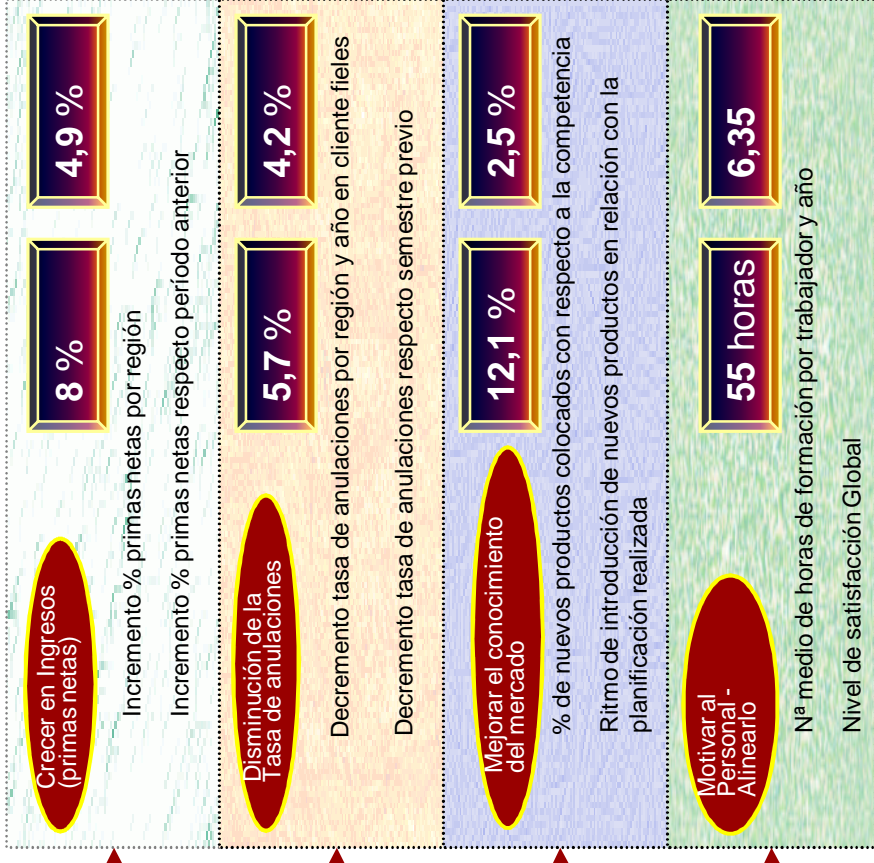 Crecer en Ingresos
(primas netas)
8 %
4,9 %
Incremento % primas netas por región
Incremento % primas netas respecto período anterior
Disminución de la
Tasa de anulaciones
5,7 %
4,2 %
Decremento tasa de anulaciones por región y año en cliente fieles
Decremento tasa de anulaciones respecto semestre previo
Mejorar el conocimiento
del mercado
12,1 %
2,5 %
% de nuevos productos colocados con respecto a la competencia
Ritmo de introducción de nuevos productos en relación con la
planificación realizada
Motivar al
Personal -
Alinearlo
55 horas
6,35
Nª medio de horas de formación por trabajador y año
Nivel de satisfacción Global